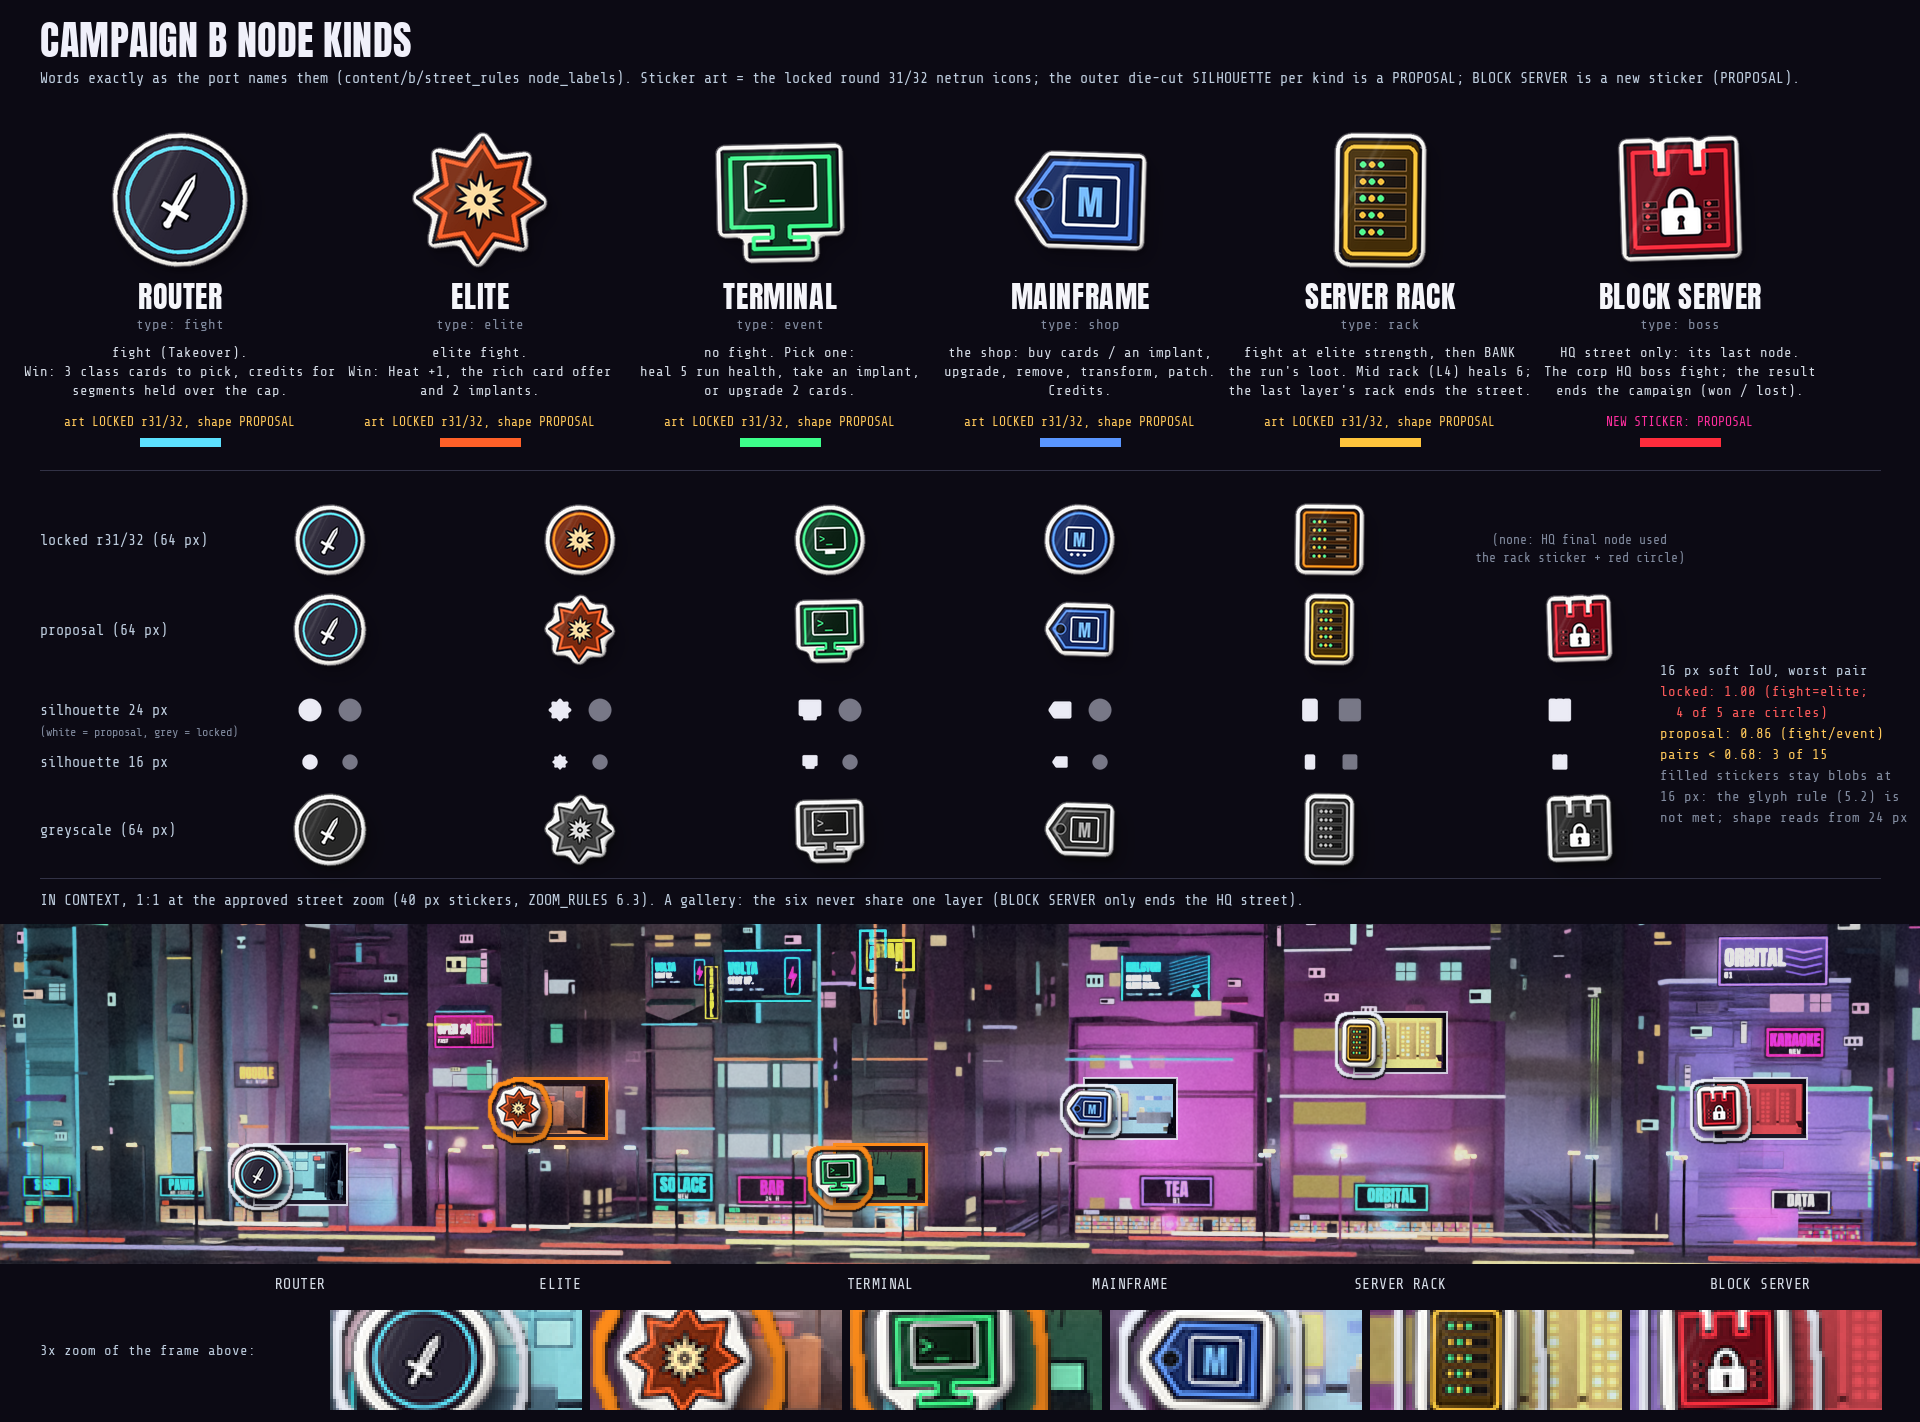 CAMPAIGN B NODE KINDS
Words exactly as the port names them (content/b/street_rules node_labels). Sticker art = the locked round 31/32 netrun icons; the outer die-cut SILHOUETTE per kind is a PROPOSAL; BLOCK SERVER is a new sticker (PROPOSAL).
>_
M
ROUTER
type: fight
fight (Takeover).
Win: 3 class cards to pick, credits for
segments held over the cap.
art LOCKED r31/32, shape PROPOSAL
ELITE
type: elite
elite fight.
Win: Heat +1, the rich card offer
and 2 implants.
art LOCKED r31/32, shape PROPOSAL
TERMINAL
type: event
no fight. Pick one:
heal 5 run health, take an implant,
or upgrade 2 cards.
art LOCKED r31/32, shape PROPOSAL
MAINFRAME
type: shop
the shop: buy cards / an implant,
upgrade, remove, transform, patch.
Credits.
art LOCKED r31/32, shape PROPOSAL
SERVER RACK
type: rack
fight at elite strength, then BANK
the run's loot. Mid rack (L4) heals 6;
the last layer's rack ends the street.
art LOCKED r31/32, shape PROPOSAL
BLOCK SERVER
type: boss
HQ street only: its last node.
The corp HQ boss fight; the result
ends the campaign (won / lost).
NEW STICKER: PROPOSAL
locked r31/32 (64 px)
>_
M
(none: HQ final node used
the rack sticker + red circle)
proposal (64 px)
>_
M
silhouette 24 px
(white = proposal, grey = locked)
silhouette 16 px
greyscale (64 px)
>_
M
16 px soft IoU, worst pair
locked: 1.00 (fight=elite;
4 of 5 are circles)
proposal: 0.86 (fight/event)
pairs < 0.68: 3 of 15
filled stickers stay blobs at
16 px: the glyph rule (5.2) is
not met; shape reads from 24 px
IN CONTEXT, 1:1 at the approved street zoom (40 px stickers, ZOOM_RULES 6.3). A gallery: the six never share one layer (BLOCK SERVER only ends the HQ street).
VOLTA
VOLTA
ORBITAL
OPEN 24
KARAOKE
NOODLE
M
SUSHI
PAWN
SOLACE
BAR
TEA
ORBITAL
OPEN
DATA
ROUTER
ELITE
TERMINAL
MAINFRAME
SERVER RACK
BLOCK SERVER
3x zoom of the frame above:
>_
M